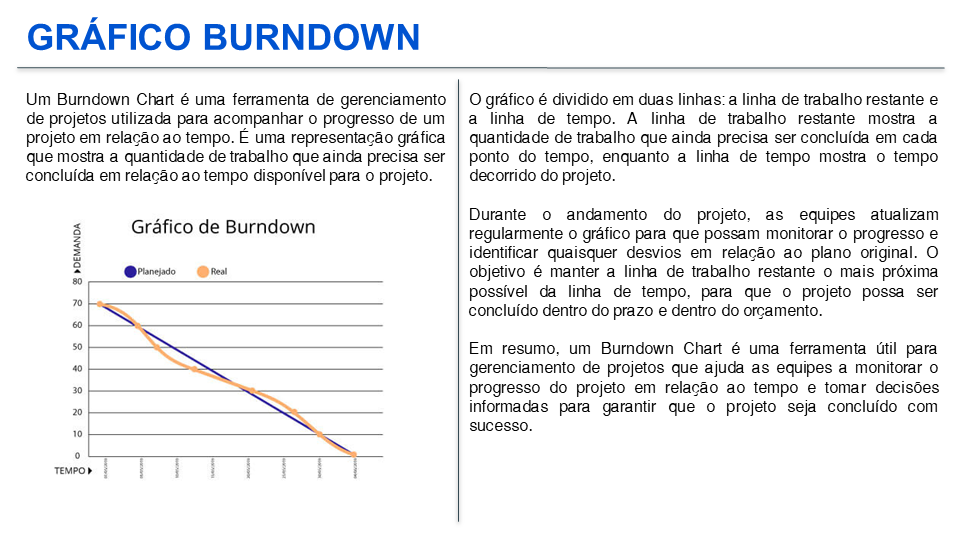 GRÁFICO BURNDOWN
Um Burndown Chart é uma ferramenta de gerenciamento
de projetos utilizada para acompanhar o progresso de um
projeto em relação ao tempo. É uma representação gráfica
que mostra a quantidade de trabalho que ainda precisa ser
concluída em relação ao tempo disponível para o projeto.
Gráfico de Burndown
DEMANDA
Planejado Real
80
70
60
50
40
30
20
10
0
TEMPO
O gráfico é dividido em duas linhas: a linha de trabalho restante e
a linha de tempo. A linha de trabalho restante mostra a
quantidade de trabalho que ainda precisa ser concluída em cada
ponto do tempo, enquanto a linha de tempo mostra o tempo
decorrido do projeto.
Durante o andamento do projeto, as equipes atualizam
regularmente o gráfico para que possam monitorar o progresso e
identificar quaisquer desvios em relação ao plano original. O
objetivo é manter a linha de trabalho restante o mais próxima
possível da linha de tempo, para que o projeto possa ser
concluído dentro do prazo e dentro do orçamento.
Em resumo, um Burndown Chart é uma ferramenta útil para
gerenciamento de projetos que ajuda as equipes a monitorar o
progresso do projeto em relação ao tempo e tomar decisões
informadas para garantir que o projeto seja concluído com
sucesso.